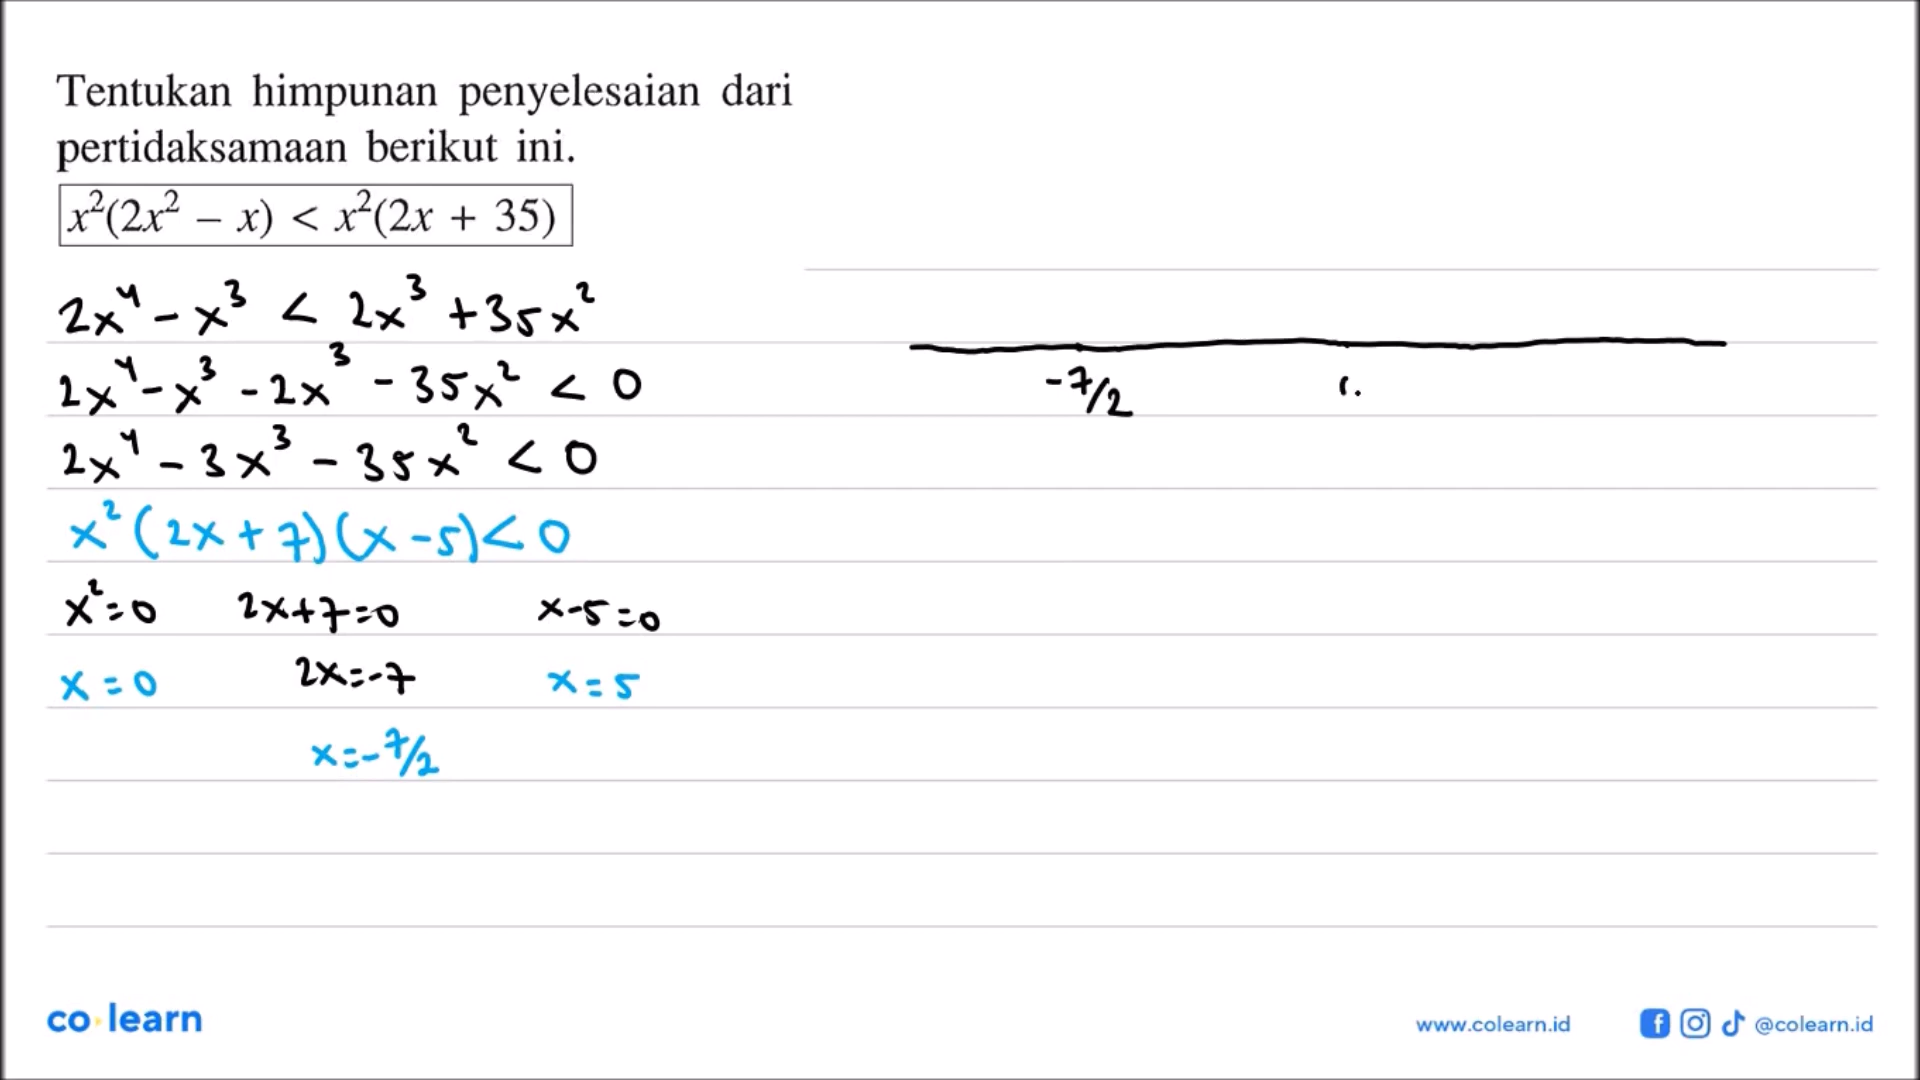 Tentukan himpunan penyelesaian dari
pertidaksamaan berikut ini.
x²(2x² – x) < x²(2x + 35)
2x⁴ - x³ < 2x³ + 35x²
2x⁴ - x³ - 2x³ - 35x² < 0
2x⁴ - 3x³ - 35x² < 0
x² (2x + 7)(x - 5) < 0
x² = 0 2x+7=0 x-5=0
x = 0 2x=-7 x = 5
x = -7/2
-7/2
co·learn
www.colearn.id @colearn.id